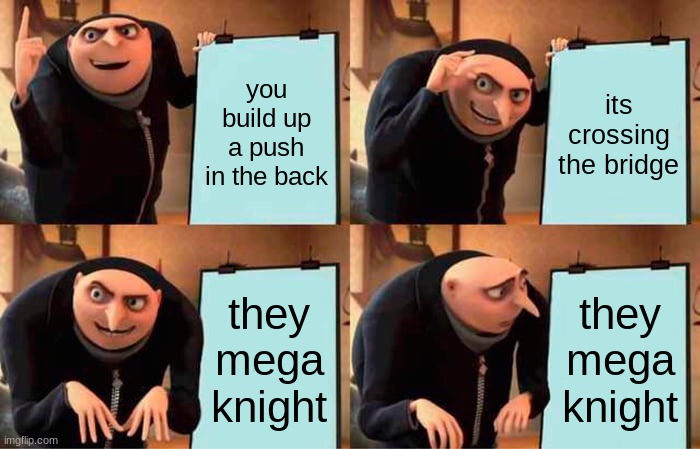 you
build up
a push
in the back
its
crossing
the bridge
they
mega
knight
they
mega
knight
imgflip.com